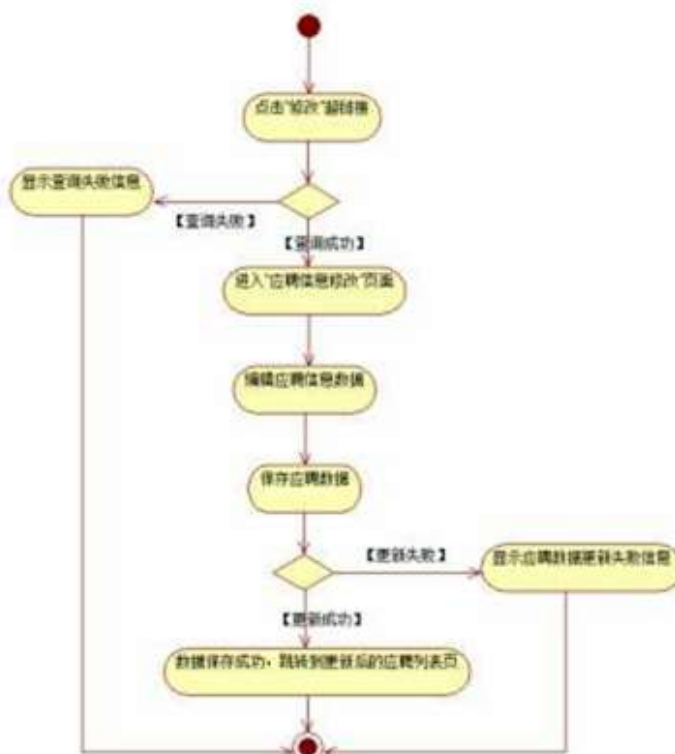 点击"修改"超链接
显示查询失败信息
【查询失败】
【查询成功】
进入"应聘信息修改"页面
编辑应聘信息数据
保存应聘数据
【更新失败】
显示应聘数据更新失败信息
【更新成功】
数据保存成功，跳转到更新后的应聘列表页